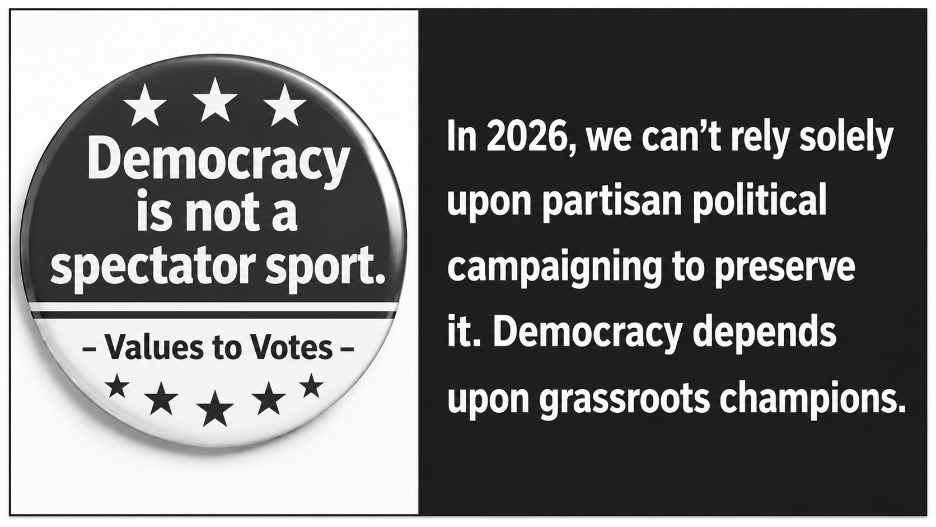 Democracy
is not a
spectator sport.
– Values to Votes –
In 2026, we can’t rely solely
upon partisan political
campaigning to preserve
it. Democracy depends
upon grassroots champions.